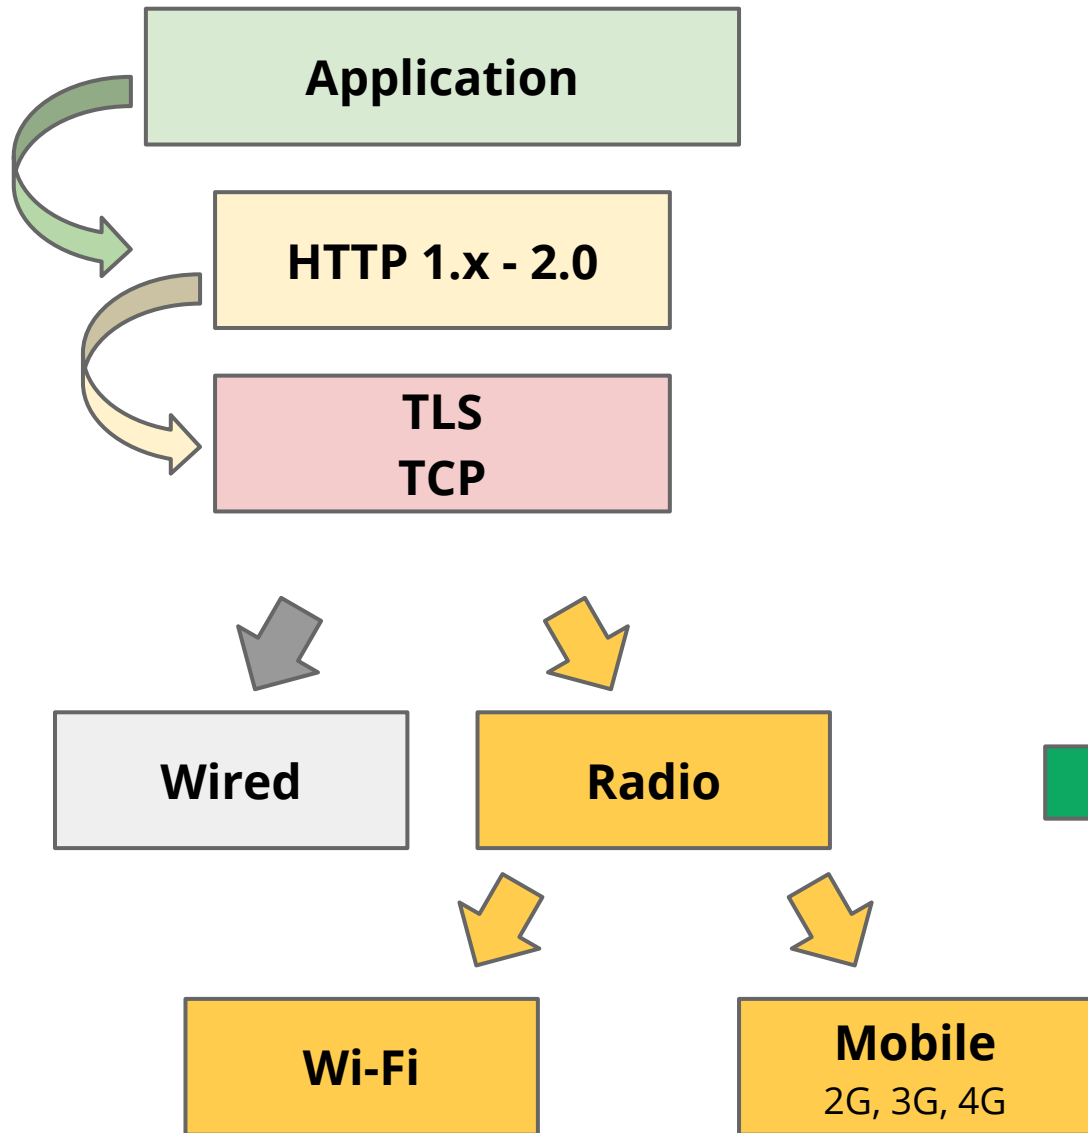 Application
HTTP 1.x - 2.0
TLS
TCP
Wired
Radio
Wi-Fi
Mobile
2G, 3G, 4G